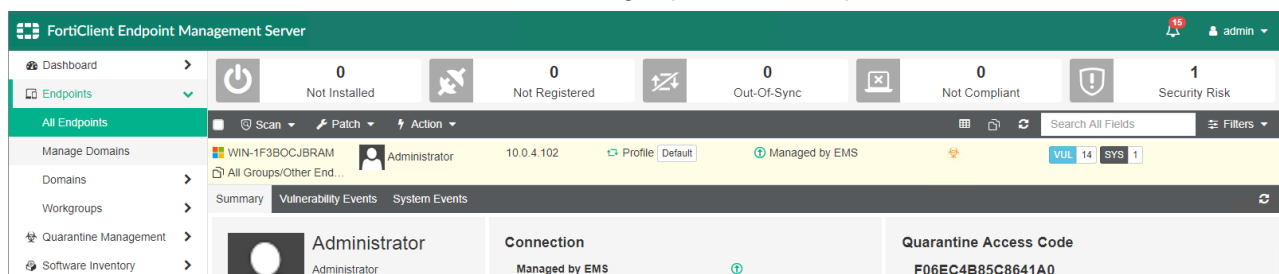 FortiClient Endpoint Management Server 15 admin
Dashboard
Endpoints
All Endpoints
Manage Domains
Domains
Workgroups
Quarantine Management
Software Inventory
0 Not Installed
0 Not Registered
0 Out-Of-Sync
0 Not Compliant
1 Security Risk
Scan Patch Action Search All Fields Filters
WIN-1F3BOCJBRAM Administrator 10.0.4.102 Profile Default Managed by EMS VUL 14 SYS 1
All Groups/Other End...
Summary Vulnerability Events System Events
Administrator Connection Quarantine Access Code
Administrator Managed by EMS F06EC4B85C8641A0